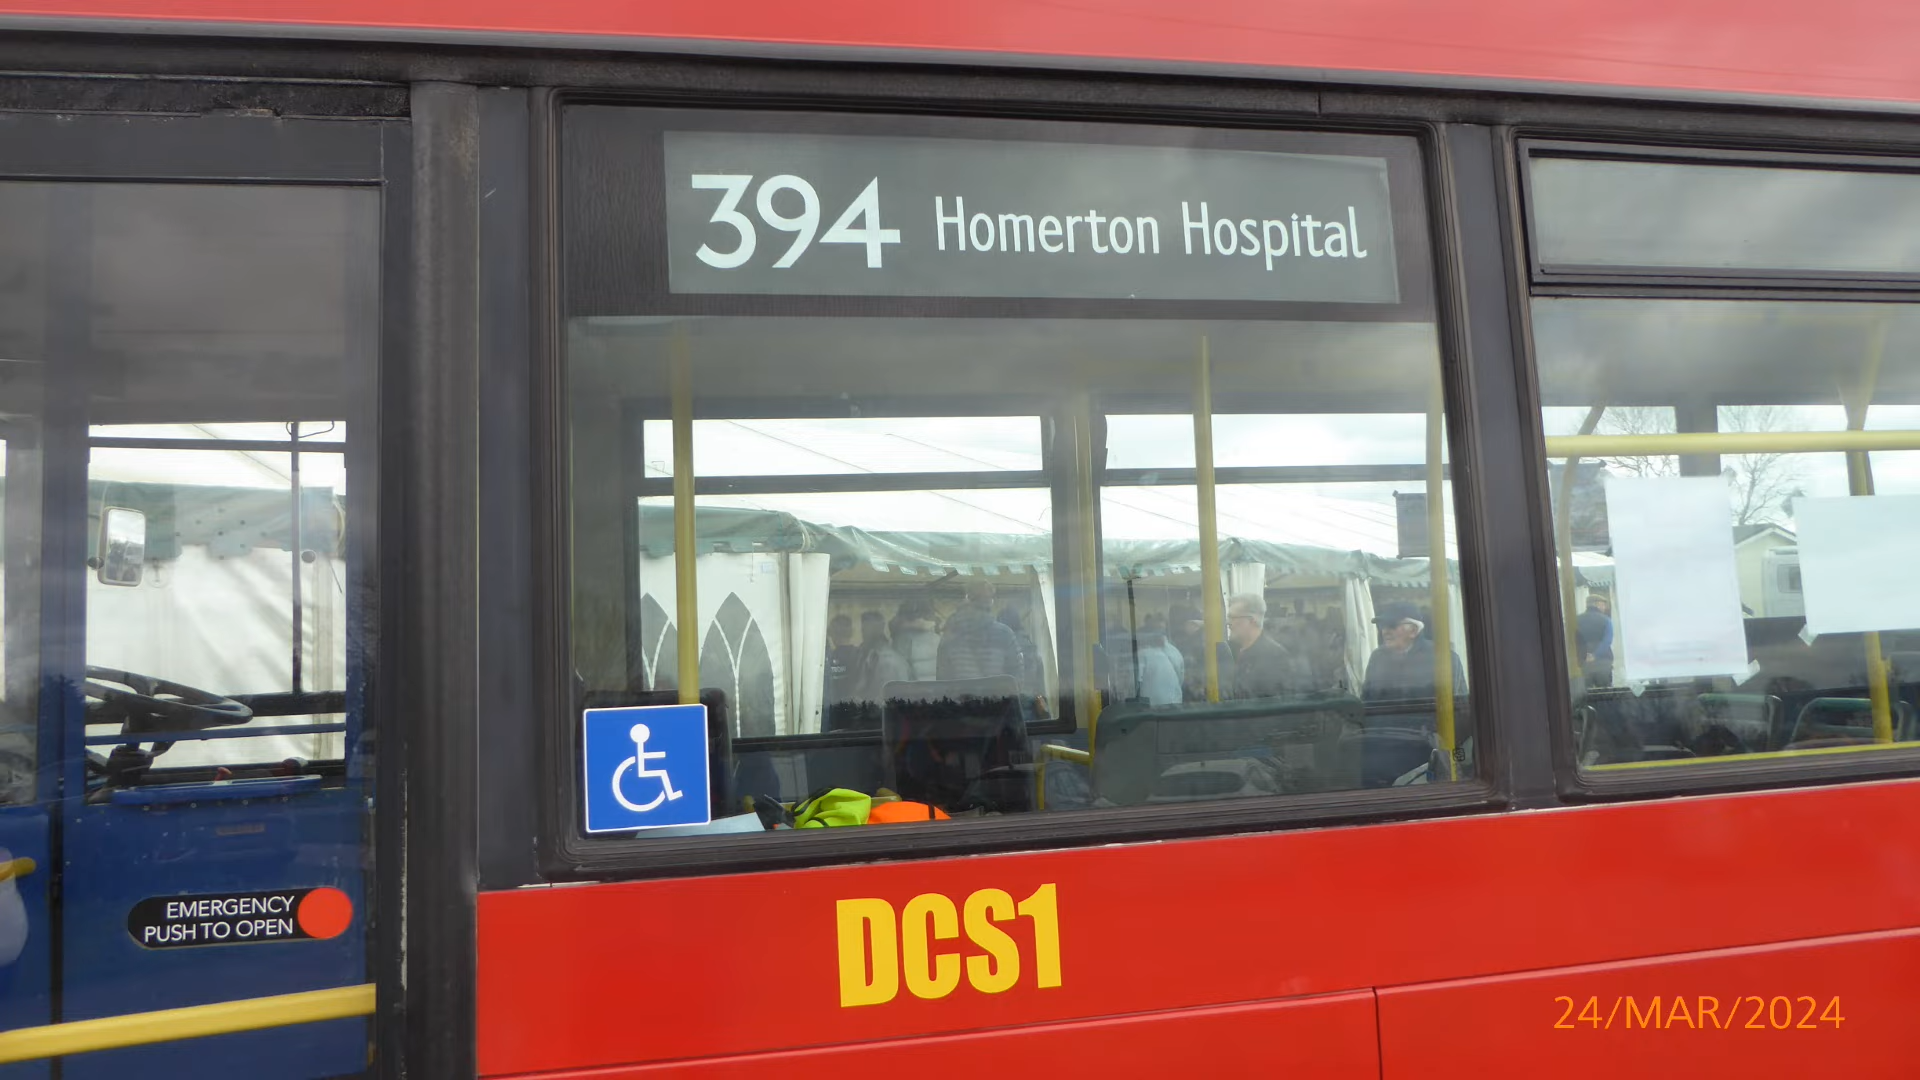 394 Homerton Hospital
EMERGENCY
PUSH TO OPEN
DCS1
24/MAR/2024